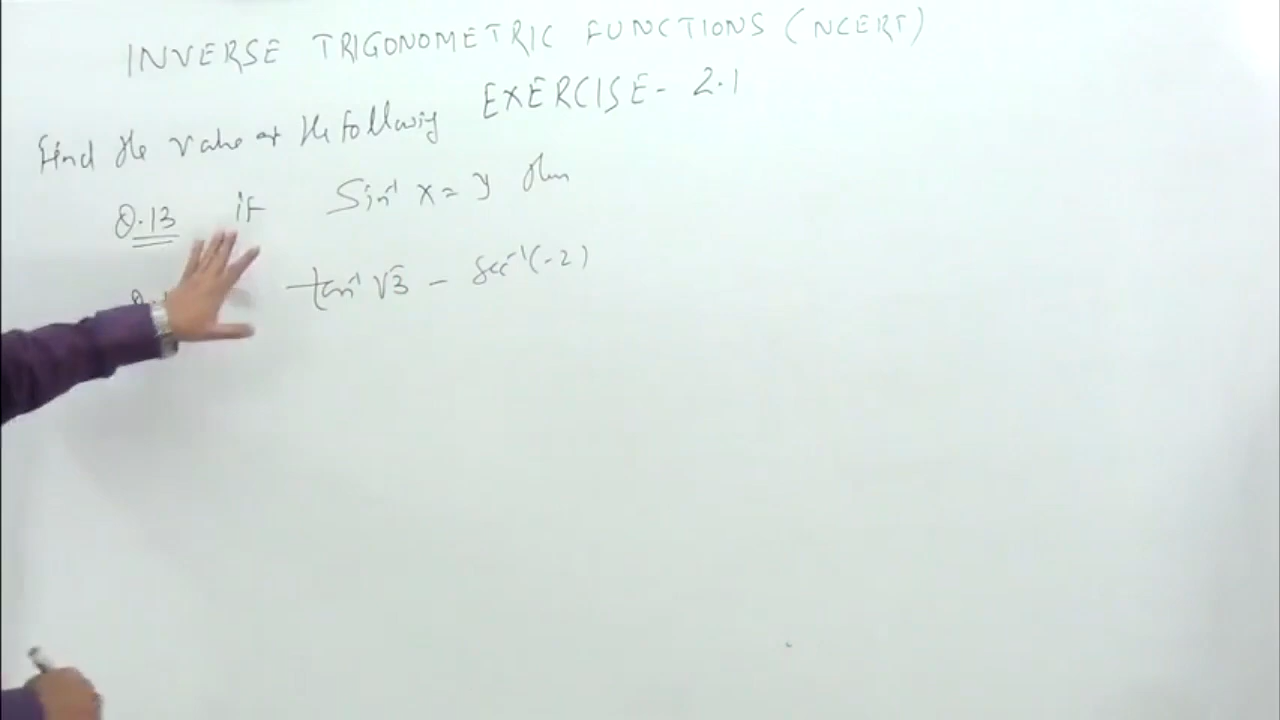 INVERSE TRIGONOMETRIC FUNCTIONS (NCERT)
EXERCISE - 2.1
Find the value of the following
Q.13 if Sin⁻¹ x = y then
tan⁻¹ √3 - sec⁻¹(-2)